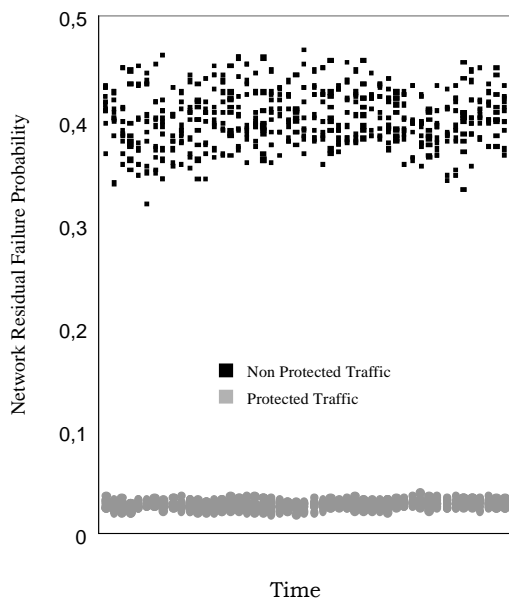 0,5
0,4
0,3
0,2
0,1
0
Network Residual Failure Probability
Non Protected Traffic
Protected Traffic
Time